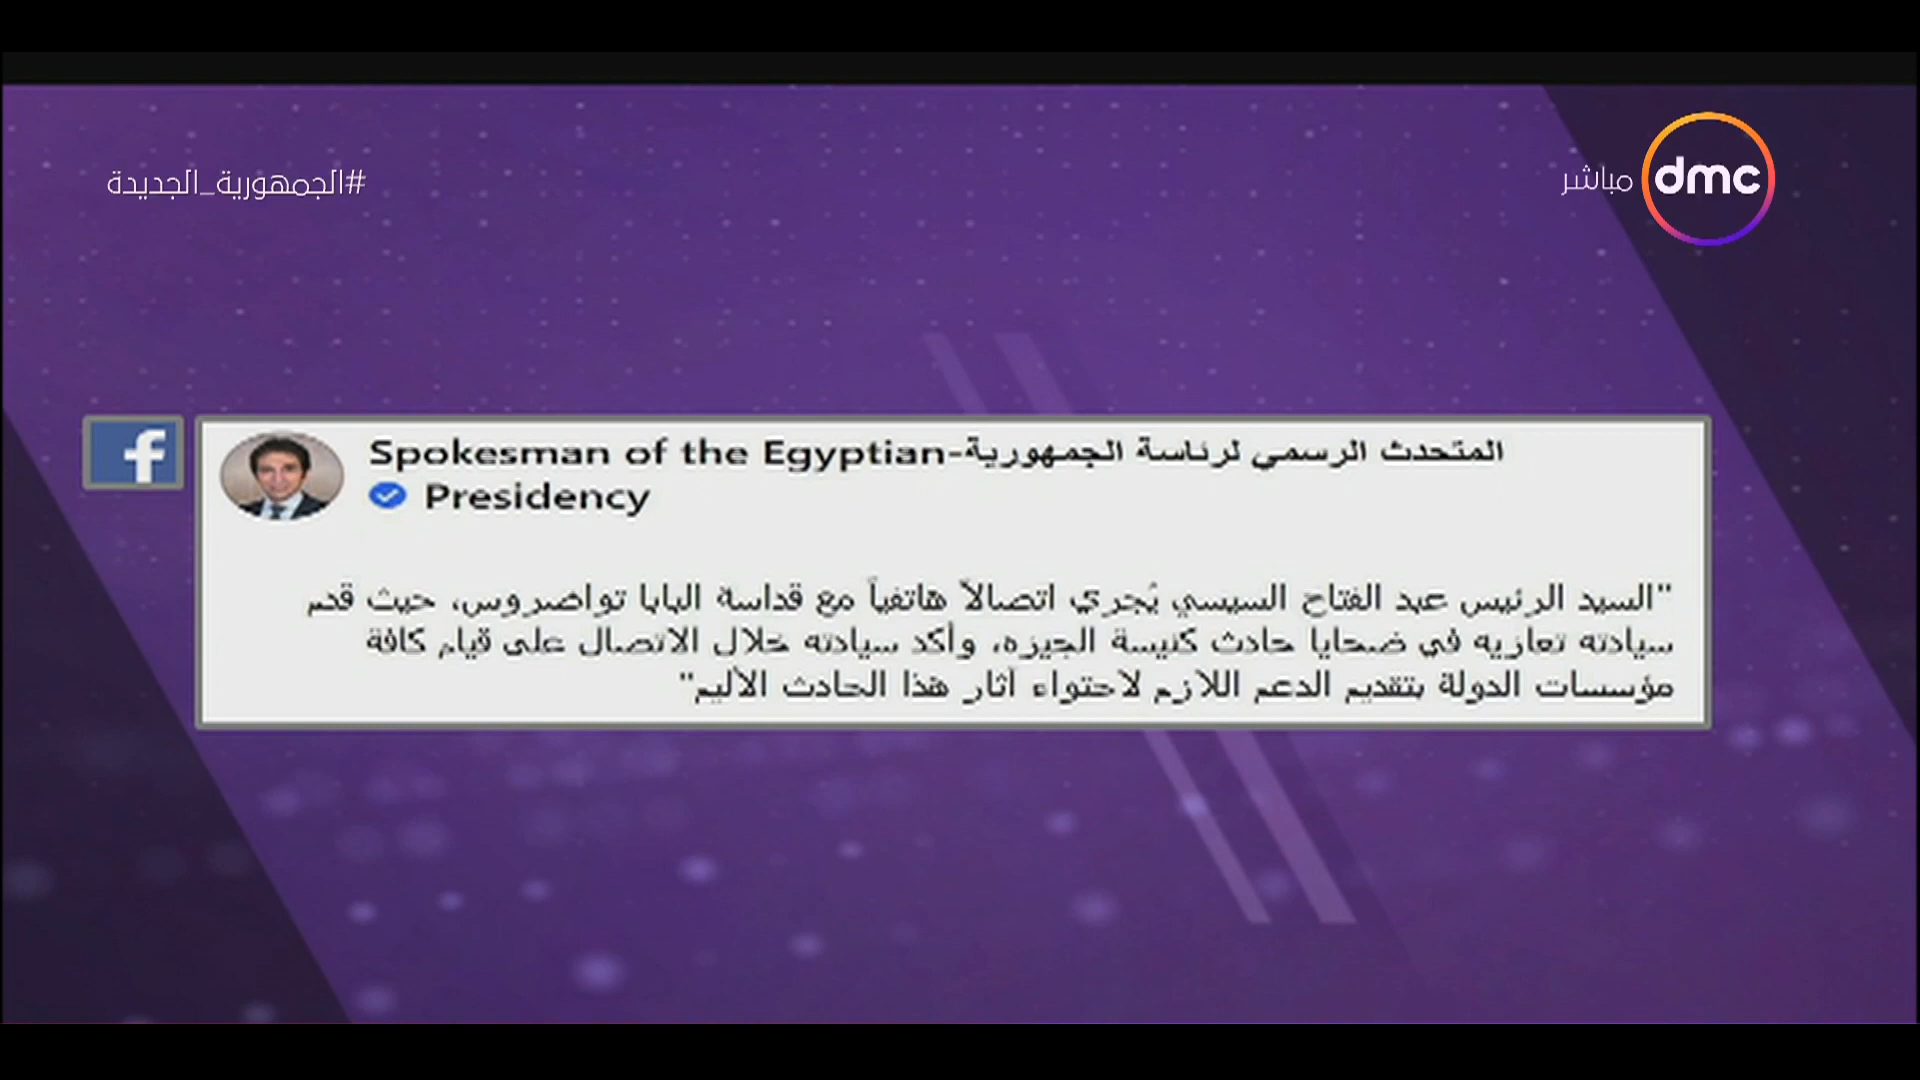 #الجمهورية_الجديدة
مباشر dmc
f
المتحدث الرسمي لرئاسة الجمهورية-Spokesman of the Egyptian
Presidency
"السيد الرئيس عبد الفتاح السيسي يُجري اتصالاً هاتفياً مع قداسة البابا تواضروس، حيث قدم
سيادته تعازيه في ضحايا حادث كنيسة الجيزه، وأكد سيادته خلال الاتصال على قيام كافة
مؤسسات الدولة بتقديم الدعم اللازم لاحتواء آثار هذا الحادث الأليم"